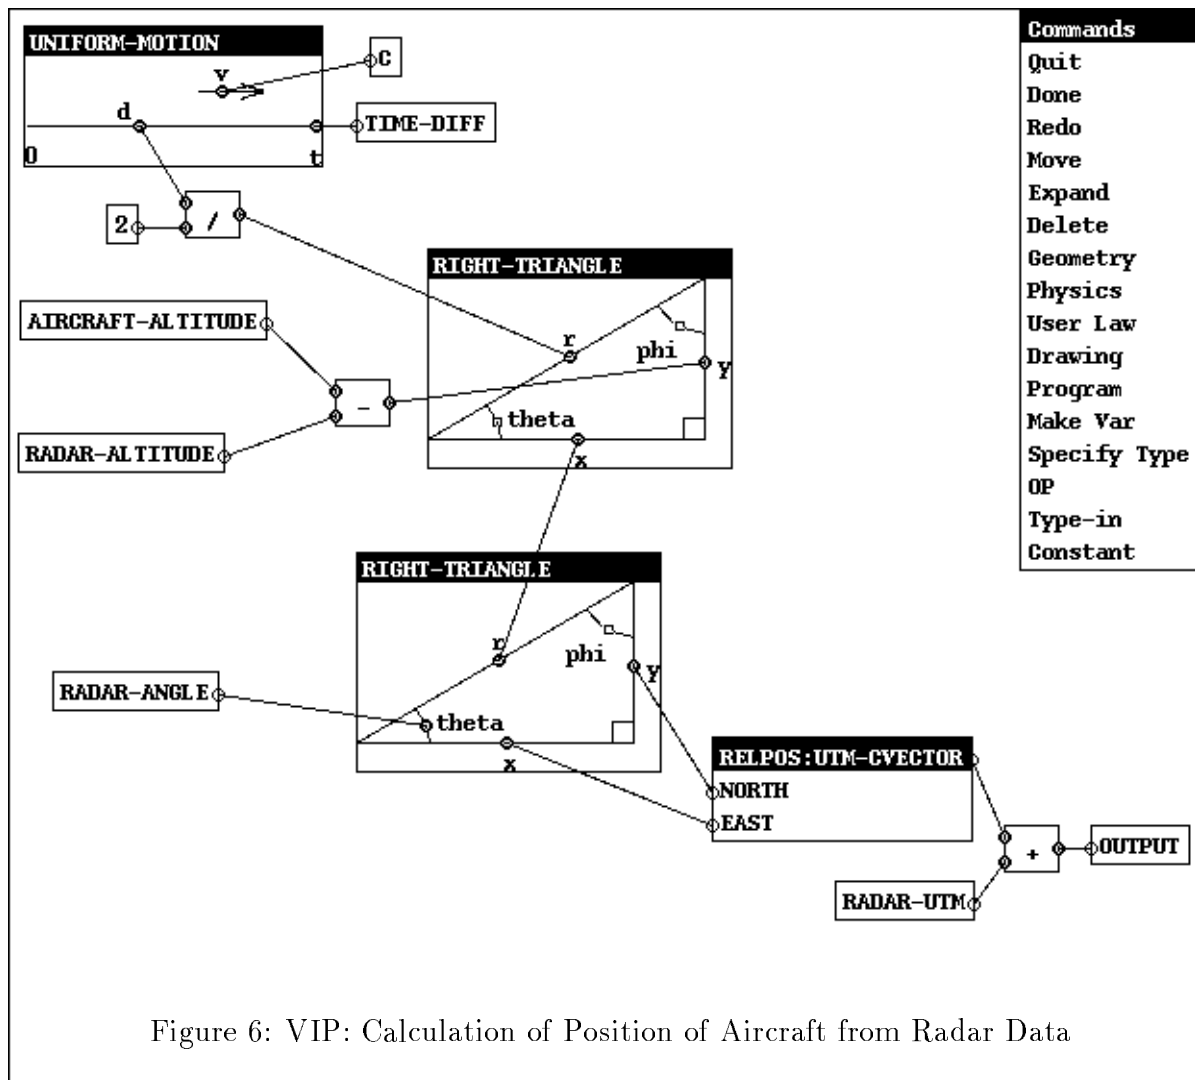 UNIFORM-MOTION
v
C
d
TIME-DIFF
0
t
2
/
RIGHT-TRIANGLE
AIRCRAFT-ALTITUDE
r
phi
y
-
theta
RADAR-ALTITUDE
x
RIGHT-TRIANGLE
r
phi
y
RADAR-ANGLE
theta
x
RELPOS:UTM-CVECTOR
NORTH
EAST
+
OUTPUT
RADAR-UTM
Commands
Quit
Done
Redo
Move
Expand
Delete
Geometry
Physics
User Law
Drawing
Program
Make Var
Specify Type
OP
Type-in
Constant
Figure 6: VIP: Calculation of Position of Aircraft from Radar Data